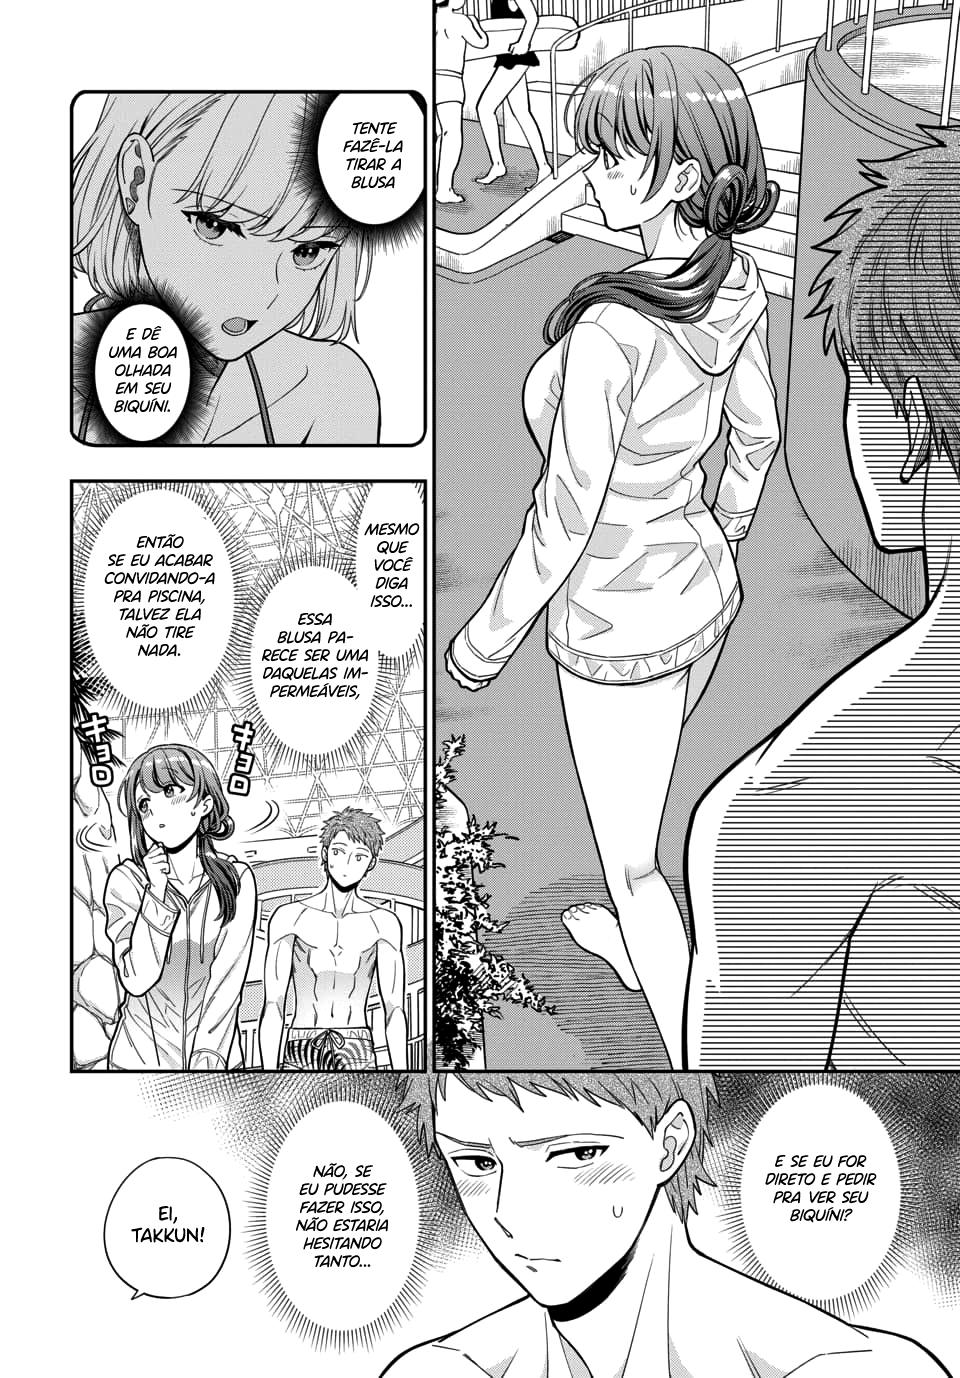 TENTE
FAZÊ-LA
TIRAR A
BLUSA
E DÊ
UMA BOA
OLHADA
EM SEU
BIQUÍNI.
MESMO
QUE
VOCÊ
DIGA
ISSO...
ESSA
BLUSA PA-
RECE SER UMA
DAQUELAS IM-
PERMEÁVEIS,
ENTÃO
SE EU ACABAR
CONVIDANDO-A
PRA PISCINA,
TALVEZ ELA
NÃO TIRE
NADA.
キョロ
キョロ
E SE EU FOR
DIRETO E PEDIR
PRA VER SEU
BIQUÍNI?
NÃO, SE
EU PUDESSE
FAZER ISSO,
NÃO ESTARIA
HESITANDO
TANTO...
EI,
TAKKUN!